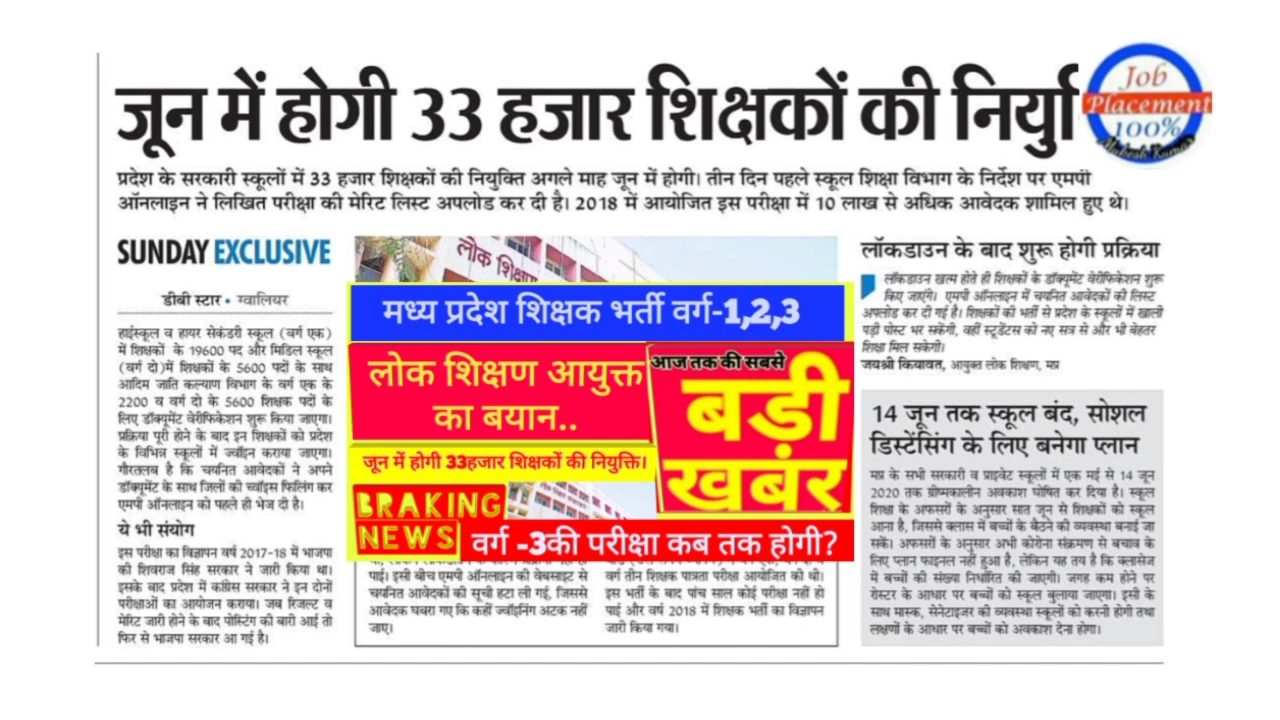 जून में होगी 33 हजार शिक्षकों की नियु
Job
Placement
100%
Mukesh Kumar
प्रदेश के सरकारी स्कूलों में 33 हजार शिक्षकों की नियुक्ति अगले माह जून में होगी। तीन दिन पहले स्कूल शिक्षा विभाग के निर्देश पर एमपी
ऑनलाइन ने लिखित परीक्षा की मेरिट लिस्ट अपलोड कर दी है। 2018 में आयोजित इस परीक्षा में 10 लाख से अधिक आवेदक शामिल हुए थे।
SUNDAY EXCLUSIVE
डीबी स्टार • ग्वालियर
हाईस्कूल व हायर सेकंडरी स्कूल (वर्ग एक)
में शिक्षकों के 19600 पद और मिडिल स्कूल
(वर्ग दो)में शिक्षकों के 5600 पदों के साथ
आदिम जाति कल्याण विभाग के वर्ग एक के
2200 व वर्ग दो के 5600 शिक्षक पदों के
लिए डॉक्यूमेंट वेरीफिकेशन शुरू किया जाएगा।
प्रक्रिया पूरी होने के बाद इन शिक्षकों को प्रदेश
के विभिन्न स्कूलों में ज्वॉइन कराया जाएगा।
गौरतलब है कि चयनित आवेदकों ने अपने
डॉक्यूमेंट के साथ जिलों की च्वॉइस फिलिंग कर
एमपी ऑनलाइन को पहले ही भेज दी है।
ये भी संयोग
इस परीक्षा का विज्ञापन वर्ष 2017-18 में भाजपा
की शिवराज सिंह सरकार ने जारी किया था।
इसके बाद प्रदेश में कांग्रेस सरकार ने इन दोनों
परीक्षाओं का आयोजन कराया। जब रिजल्ट व
मेरिट जारी होने के बाद पोस्टिंग की बारी आई तो
फिर से भाजपा सरकार आ गई है।
लोक शिक्षण
मध्य प्रदेश शिक्षक भर्ती वर्ग-1,2,3
लोक शिक्षण आयुक्त
का बयान..
आज तक की सबसे
बड़ी
खबर
जून में होगी 33हजार शिक्षकों की नियुक्ति।
BRAKING
NEWS
वर्ग -3की परीक्षा कब तक होगी?
पाई। इसी बीच एमपी ऑनलाइन की वेबसाइट से
चयनित आवेदकों की सूची हटा ली गई, जिससे
आवेदक घबरा गए कि कहीं ज्वॉइनिंग अटक नहीं
जाए।
वर्ग तीन शिक्षक पात्रता परीक्षा आयोजित की थी।
इस भर्ती के बाद पांच साल कोई परीक्षा नहीं हो
पाई और वर्ष 2018 में शिक्षक भर्ती का विज्ञापन
जारी किया गया।
लॉकडाउन के बाद शुरू होगी प्रक्रिया
लॉकडाउन खत्म होते ही शिक्षकों के डॉक्यूमेंट वेरीफिकेशन शुरू
किए जाएंगे। एमपी ऑनलाइन में चयनित आवेदकों की लिस्ट
अपलोड कर दी गई है। शिक्षकों की भर्ती से प्रदेश के स्कूलों में खाली
पड़ी पोस्ट भर सकेंगी, वहीं स्टूडेंटस को नए सत्र से और भी बेहतर
शिक्षा मिल सकेगी।
जयश्री कियावत, आयुक्त लोक शिक्षण, मप्र
14 जून तक स्कूल बंद, सोशल
डिस्टेंसिंग के लिए बनेगा प्लान
मप्र के सभी सरकारी व प्राइवेट स्कूलों में एक मई से 14 जून
2020 तक ग्रीष्मकालीन अवकाश घोषित कर दिया है। स्कूल
शिक्षा के अफसरों के अनुसार सात जून से शिक्षकों को स्कूल
आना है, जिससे क्लास में बच्चों के बैठने की व्यवस्था बनाई जा
सके। अफसरों के अनुसार अभी कोरोना संक्रमण से बचाव के
लिए प्लान फाइनल नहीं हुआ है, लेकिन यह तय है कि क्लासेज
में बच्चों की संख्या निर्धारित की जाएगी। जगह कम होने पर
रोस्टर के आधार पर बच्चों को स्कूल बुलाया जाएगा। इसी के
साथ मास्क, सेनेटाइजर की व्यवस्था स्कूलों को करनी होगी तथा
लक्षणों के आधार पर बच्चों को अवकाश देना होगा।